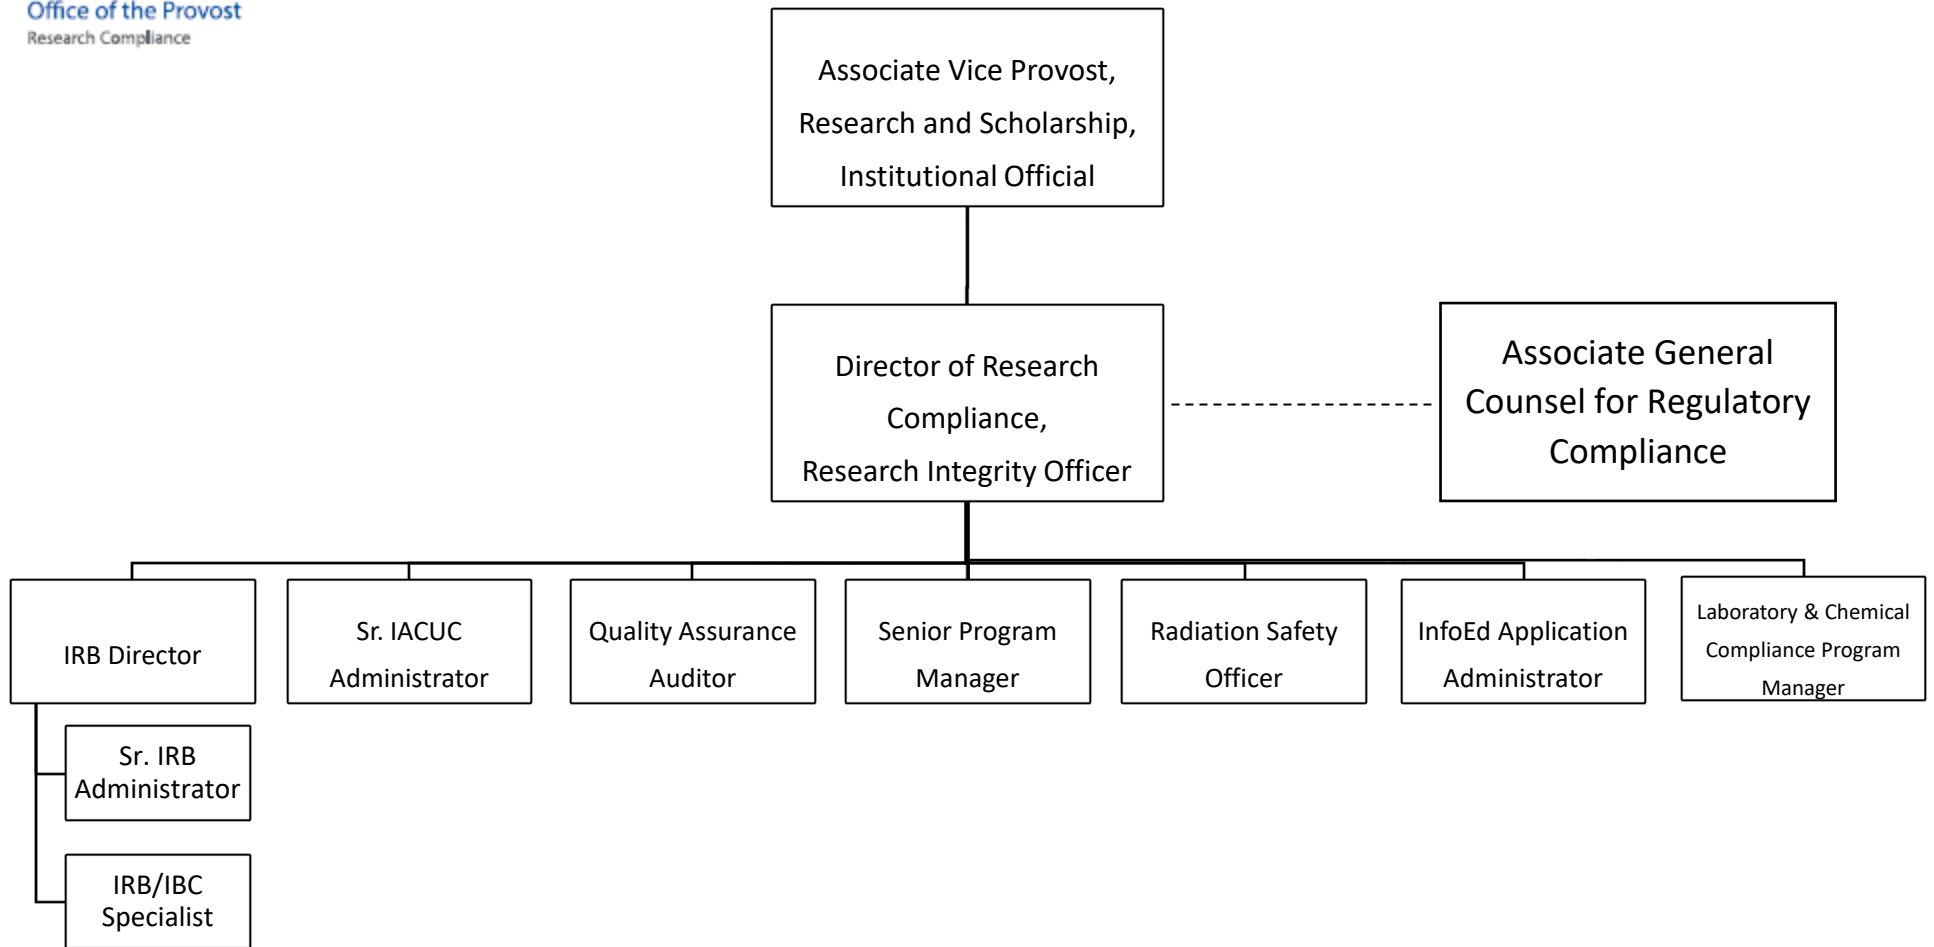 Office of the Provost
Research Compliance
Associate Vice Provost,
Research and Scholarship,
Institutional Official
Director of Research
Compliance,
Research Integrity Officer
Associate General
Counsel for Regulatory
Compliance
IRB Director
Sr. IACUC
Administrator
Quality Assurance
Auditor
Senior Program
Manager
Radiation Safety
Officer
InfoEd Application
Administrator
Laboratory & Chemical
Compliance Program
Manager
Sr. IRB
Administrator
IRB/IBC
Specialist